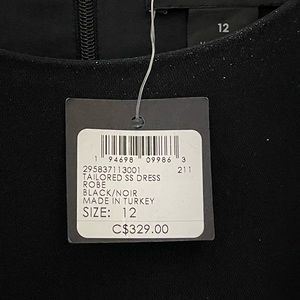 12
1 94698 09986 3
295837113001 211
TAILORED SS DRESS
ROBE
BLACK/NOIR
MADE IN TURKEY
SIZE: 12
C$329.00